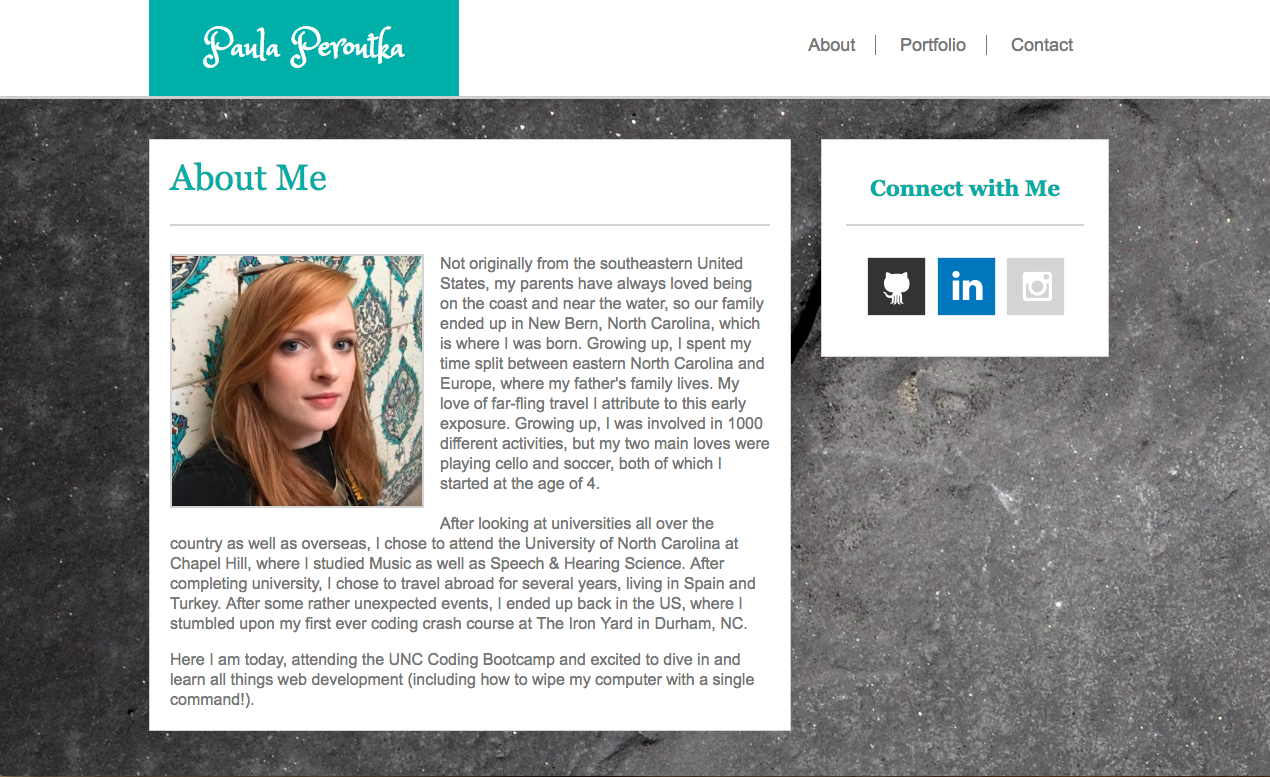 Paula Peroutka
About
Portfolio
Contact
About Me
Not originally from the southeastern United
States, my parents have always loved being
on the coast and near the water, so our family
ended up in New Bern, North Carolina, which
is where I was born. Growing up, I spent my
time split between eastern North Carolina and
Europe, where my father's family lives. My
love of far-fling travel I attribute to this early
exposure. Growing up, I was involved in 1000
different activities, but my two main loves were
playing cello and soccer, both of which I
started at the age of 4.
After looking at universities all over the
country as well as overseas, I chose to attend the University of North Carolina at
Chapel Hill, where I studied Music as well as Speech & Hearing Science. After
completing university, I chose to travel abroad for several years, living in Spain and
Turkey. After some rather unexpected events, I ended up back in the US, where I
stumbled upon my first ever coding crash course at The Iron Yard in Durham, NC.
Here I am today, attending the UNC Coding Bootcamp and excited to dive in and
learn all things web development (including how to wipe my computer with a single
command!).
Connect with Me
in